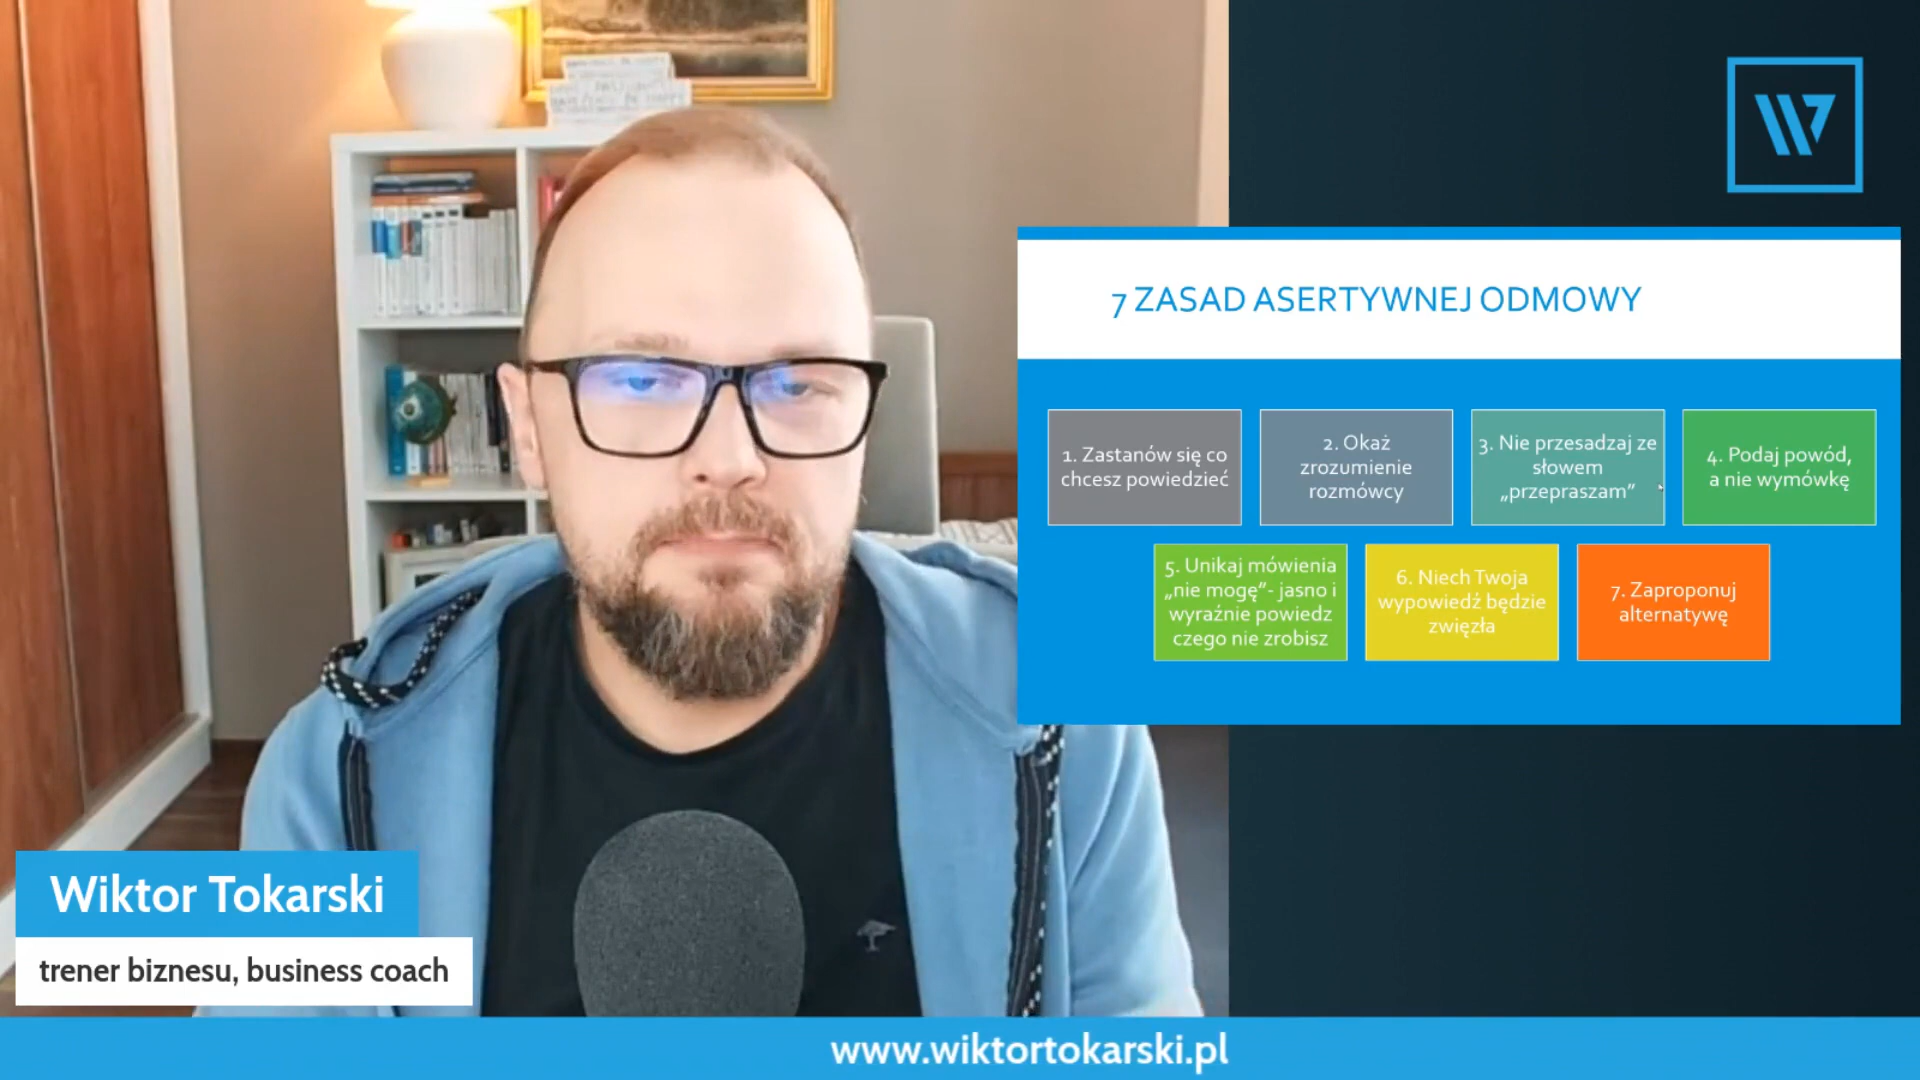 7 ZASAD ASERTYWNEJ ODMOWY
1. Zastanów się co
chcesz powiedzieć
2. Okaż
zrozumienie
rozmówcy
3. Nie przesadzaj ze
słowem
„przepraszam”
4. Podaj powód,
a nie wymówkę
5. Unikaj mówienia
„nie mogę”- jasno i
wyraźnie powiedz
czego nie zrobisz
6. Niech Twoja
wypowiedź będzie
zwięzła
7. Zaproponuj
alternatywę
Wiktor Tokarski
trener biznesu, business coach
www.wiktortokarski.pl